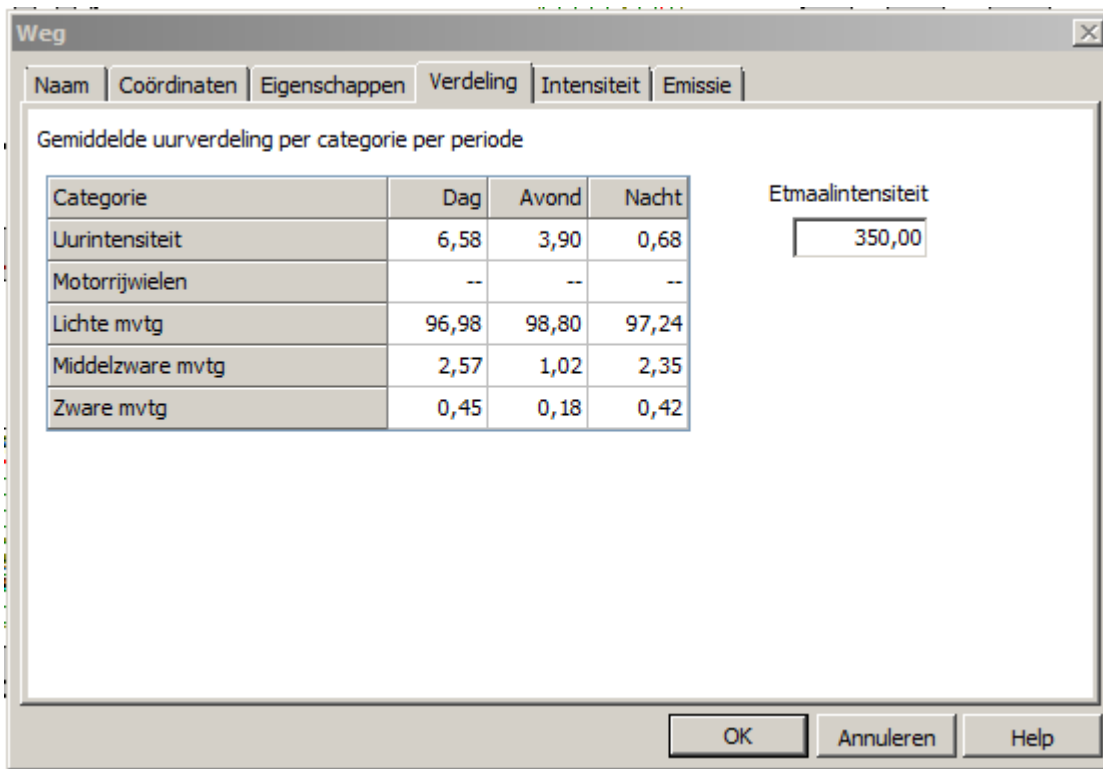 Weg
Naam Coördinaten Eigenschappen Verdeling Intensiteit Emissie
Gemiddelde uurverdeling per categorie per periode
Categorie Dag Avond Nacht Etmaalintensiteit
Uurintensiteit 6,58 3,90 0,68 350,00
Motorrijwielen -- -- --
Lichte mvtg 96,98 98,80 97,24
Middelzware mvtg 2,57 1,02 2,35
Zware mvtg 0,45 0,18 0,42
OK Annuleren Help